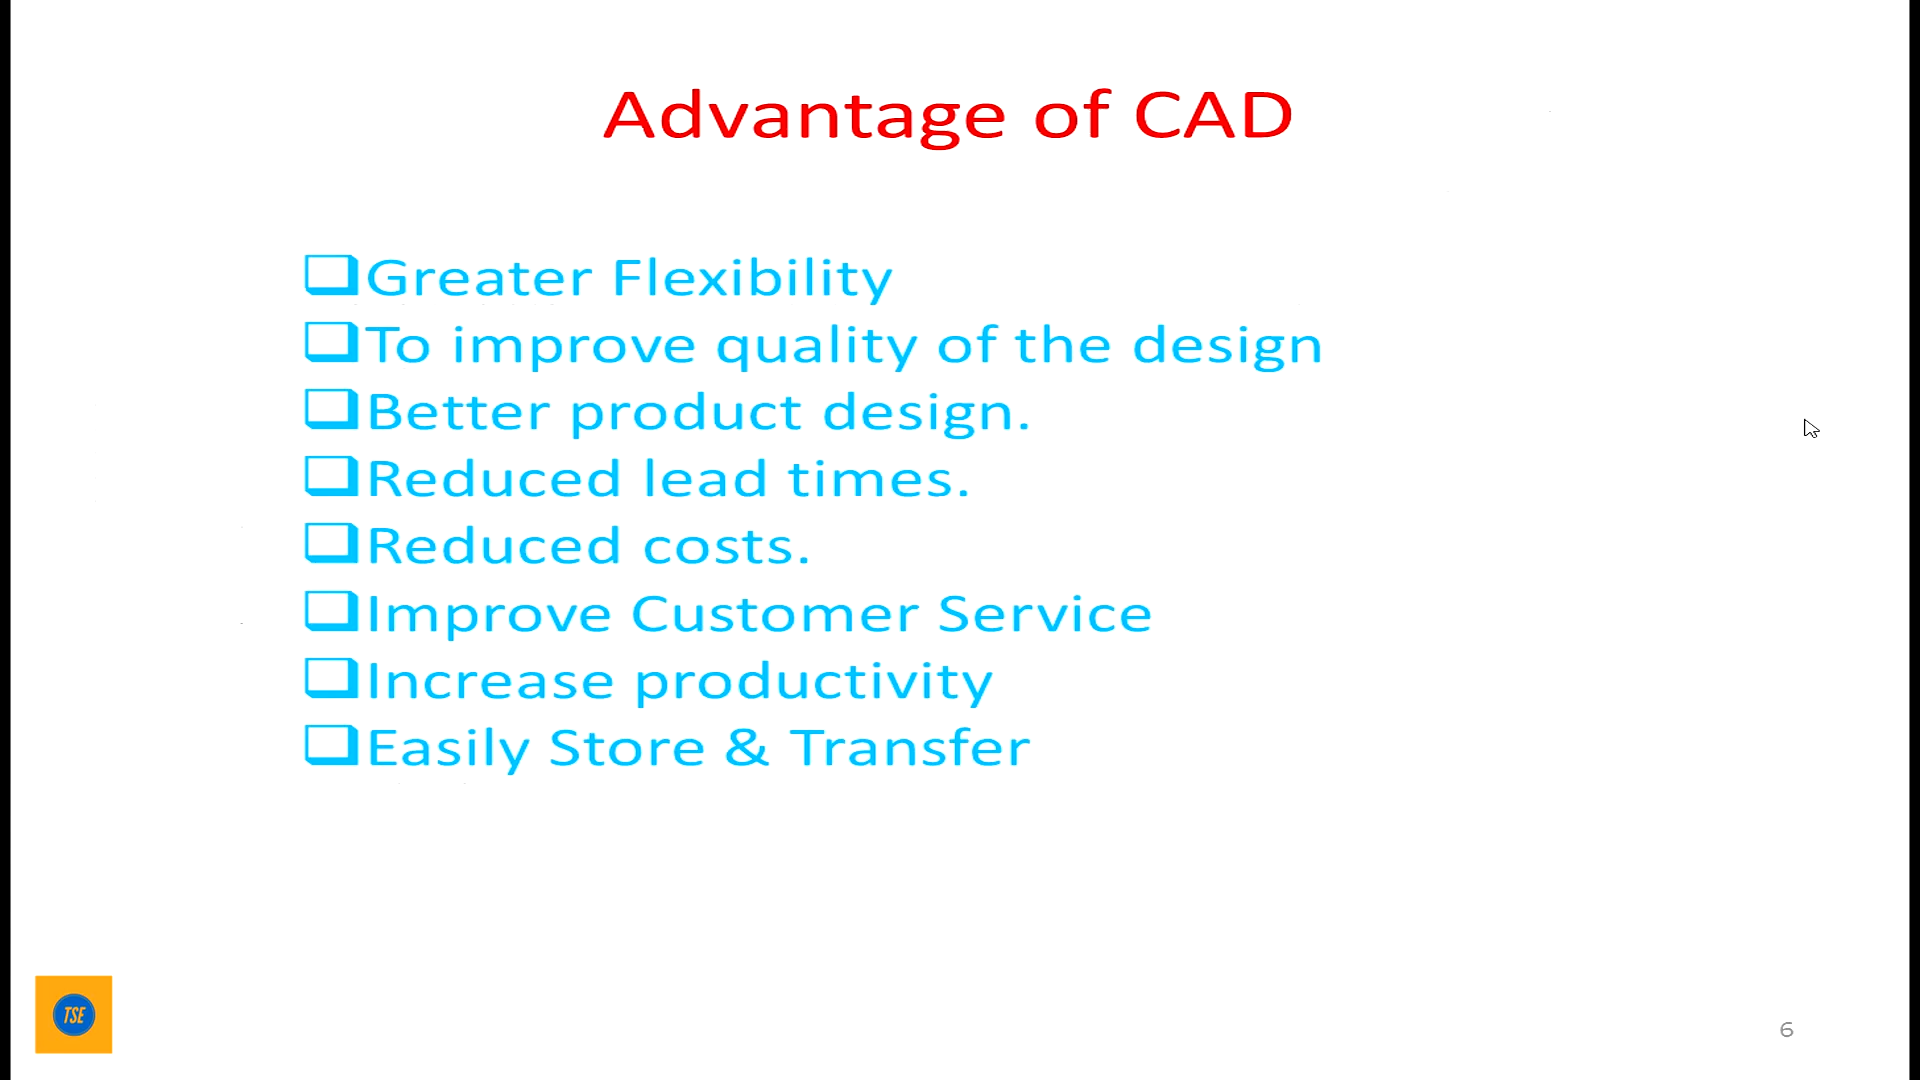 Advantage of CAD
❑Greater Flexibility
❑To improve quality of the design
❑Better product design.
❑Reduced lead times.
❑Reduced costs.
❑Improve Customer Service
❑Increase productivity
❑Easily Store & Transfer
TSE
6